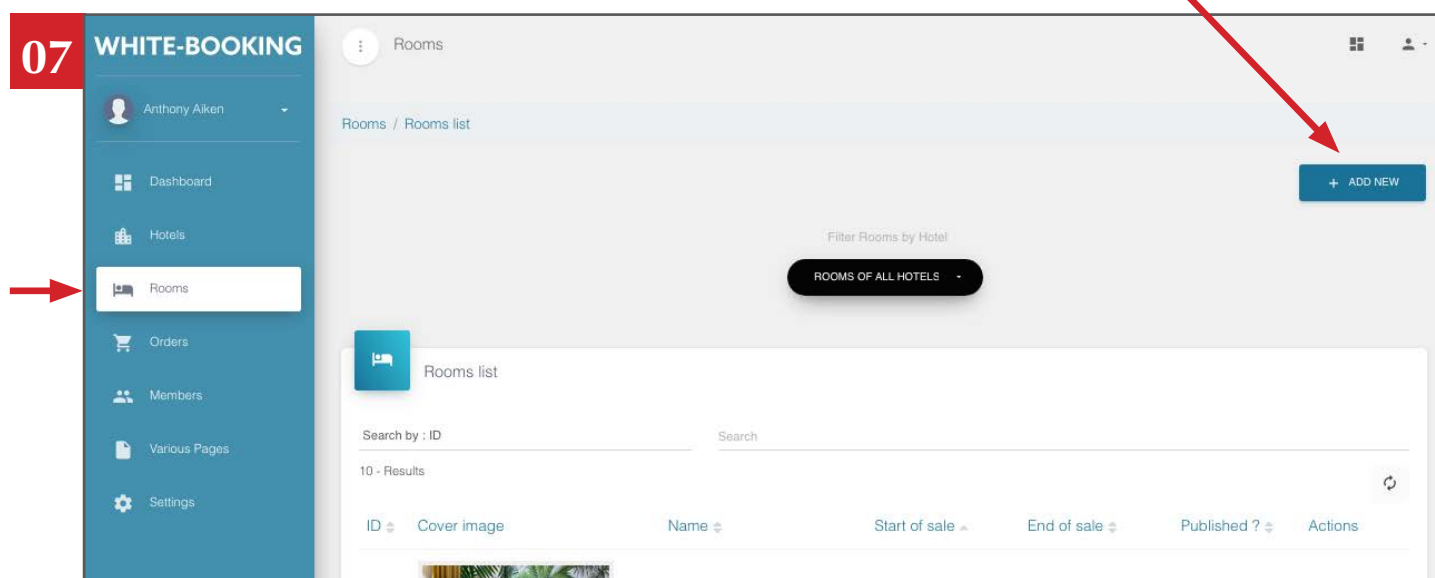 07
WHITE-BOOKING
Rooms
Anthony Aiken
Rooms / Rooms list
Dashboard
+ ADD NEW
Hotels
Filter Rooms by Hotel
ROOMS OF ALL HOTELS
Rooms
Orders
Rooms list
Members
Search by : ID
Search
Various Pages
10 - Results
Settings
ID Cover image Name Start of sale End of sale Published ? Actions